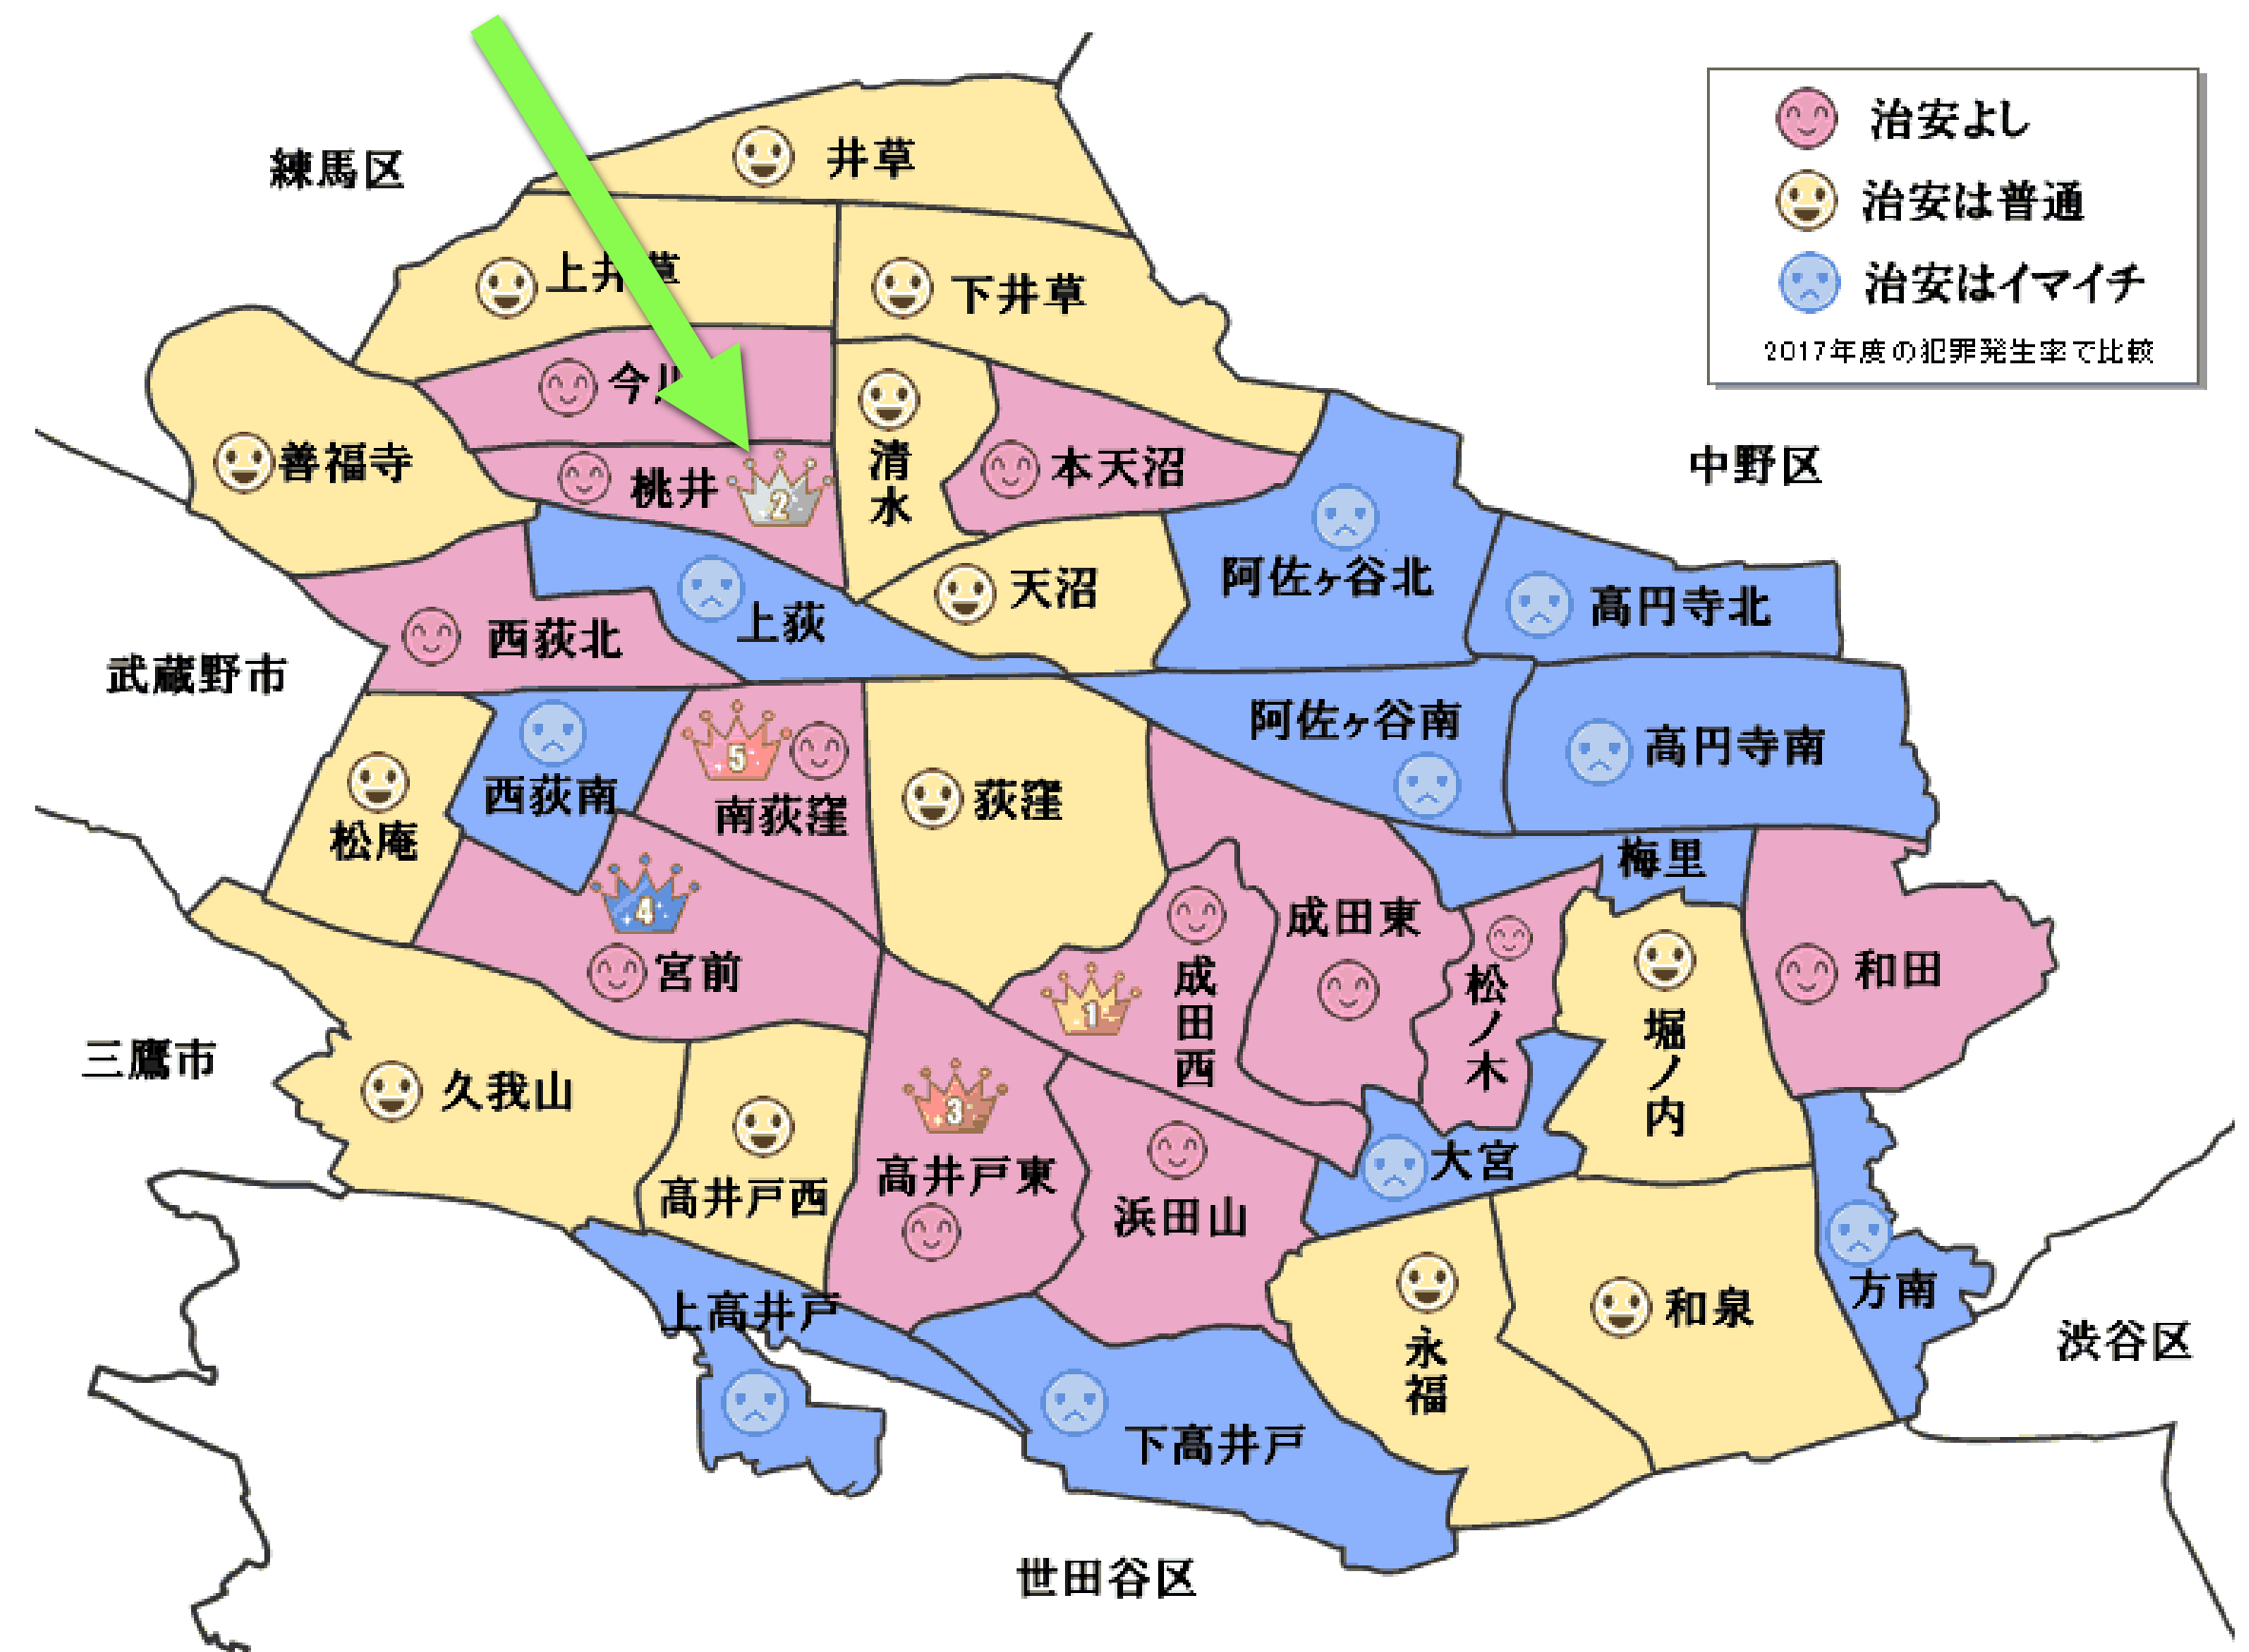 治安よし
治安は普通
治安はイマイチ
2017年度の犯罪発生率で比較
練馬区
井草
上井草
下井草
今川
善福寺
桃井
2
清水
本天沼
中野区
天沼
阿佐ヶ谷北
高円寺北
上荻
西荻北
武蔵野市
阿佐ヶ谷南
高円寺南
5
西荻南
南荻窪
荻窪
松庵
梅里
4
宮前
成田東
1
成田西
松ノ木
堀ノ内
和田
三鷹市
久我山
3
高井戸西
高井戸東
浜田山
大宮
上高井戸
永福
和泉
方南
渋谷区
下高井戸
世田谷区